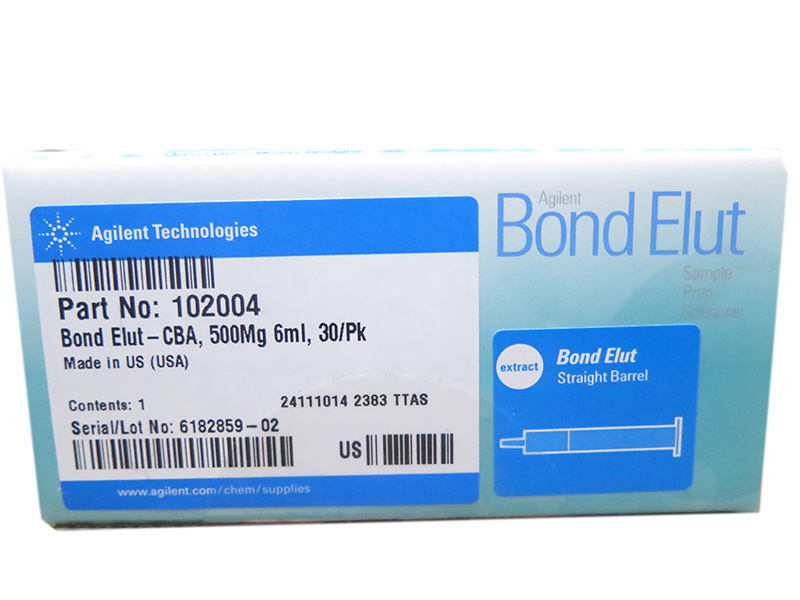 Agilent Technologies
Part No: 102004
Bond Elut-CBA, 500Mg 6ml, 30/Pk
Made in US (USA)
Contents: 1
24111014 2383 TTAS
Serial/Lot No: 6182859-02
US
www.agilent.com/chem/supplies
Agilent
Bond Elut
Sample
Prep
Solutions
extract
Bond Elut
Straight Barrel